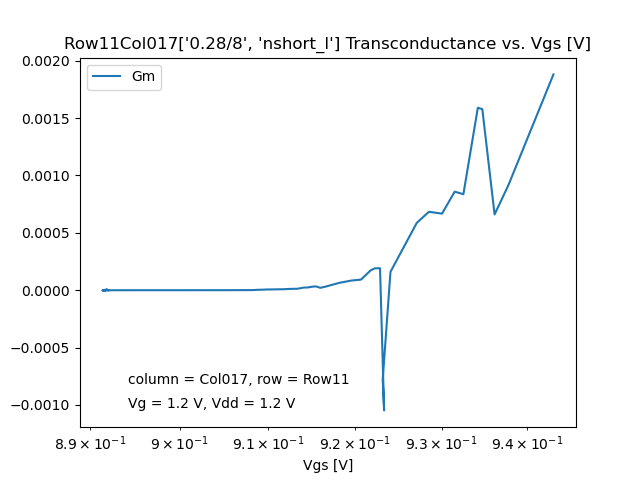 Row11Col017['0.28/8', 'nshort_l'] Transconductance vs. Vgs [V]
Gm
0.0020
0.0015
0.0010
0.0005
0.0000
−0.0005
−0.0010
column = Col017, row = Row11
Vg = 1.2 V, Vdd = 1.2 V
8.9 × 10⁻¹ 9 × 10⁻¹ 9.1 × 10⁻¹ 9.2 × 10⁻¹ 9.3 × 10⁻¹ 9.4 × 10⁻¹
Vgs [V]